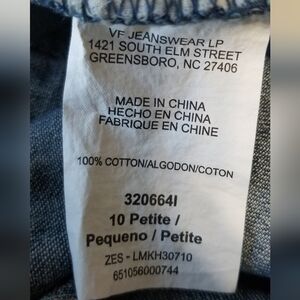 VF JEANSWEAR LP
1421 SOUTH ELM STREET
GREENSBORO, NC 27406
MADE IN CHINA
HECHO EN CHINA
FABRIQUE EN CHINE
100% COTTON/ALGODON/COTON
320664I
10 Petite /
Pequeno / Petite
ZES - LMKH30710
651056000744